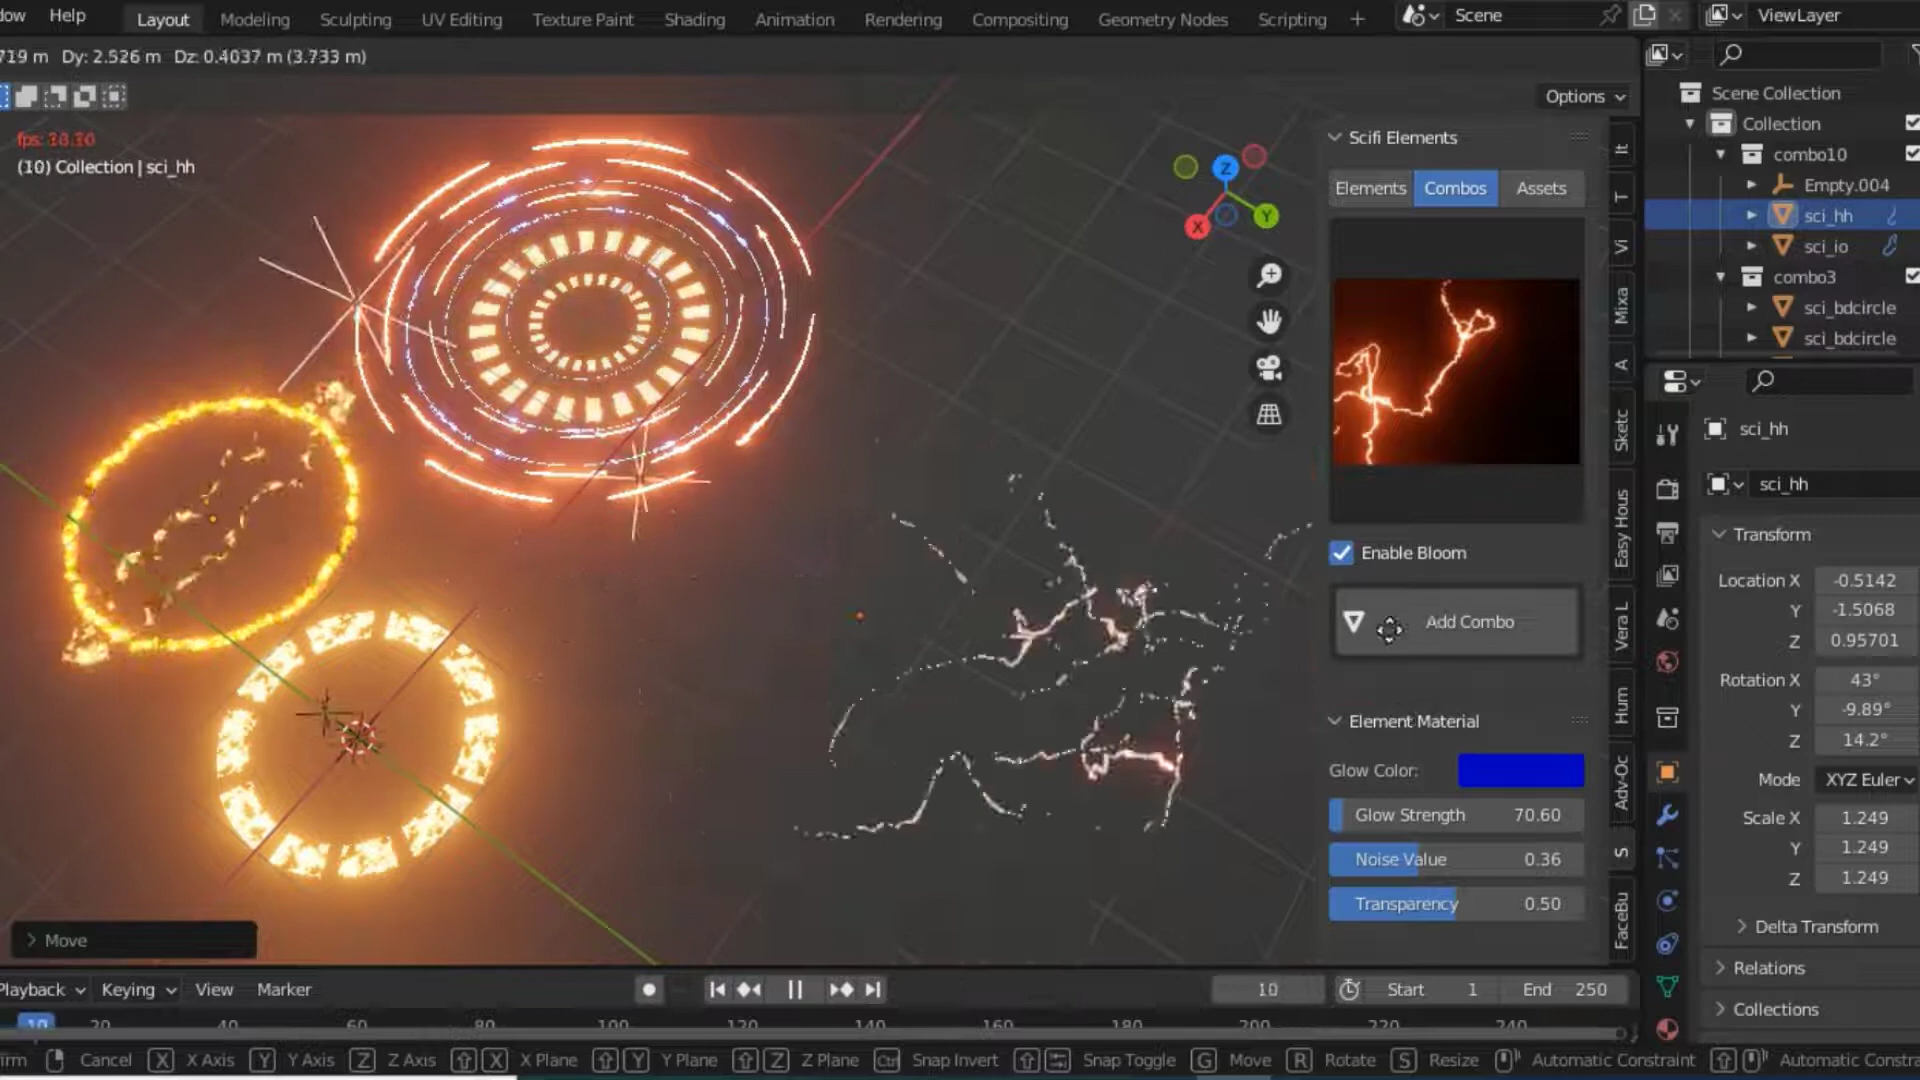 dow Help Layout Modeling Sculpting UV Editing Texture Paint Shading Animation Rendering Compositing Geometry Nodes Scripting + Scene ViewLayer
719 m Dy: 2.526 m Dz: 0.4037 m (3.733 m)
Options
(10) Collection | sci_hh
Scifi Elements
Elements Combos Assets
Enable Bloom
Add Combo
Element Material
Glow Color:
Glow Strength 70.60
Noise Value 0.36
Transparency 0.50
Z
Y
X
It
T
Vi
Mixa
A
Sketc
Easy Hous
Vera L
Hum
Adv-Oc
S
FaceBu
Scene Collection
Collection
combo10
Empty.004
sci_hh
sci_io
combo3
sci_bdcircle
sci_bdcircle
sci_hh
sci_hh
Transform
Location X -0.5142
Y -1.5068
Z 0.95701
Rotation X 43°
Y -9.89°
Z 14.2°
Mode XYZ Euler
Scale X 1.249
Y 1.249
Z 1.249
Delta Transform
Relations
Collections
Move
Playback Keying View Marker 10 Start 1 End 250
10 20 40 60 80 100 120 140 160 180 200 220 240
irm Cancel X X Axis Y Y Axis Z Z Axis X X Plane Y Y Plane Z Z Plane Ctrl Snap Invert Snap Toggle G Move R Rotate S Resize Automatic Constraint Automatic Constra